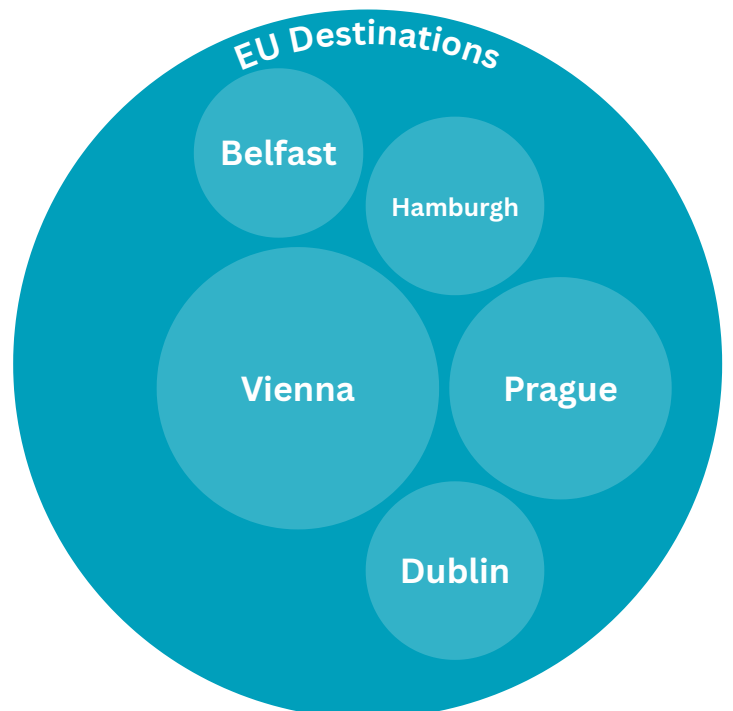 EU Destinations
Belfast
Hamburgh
Vienna
Prague
Dublin